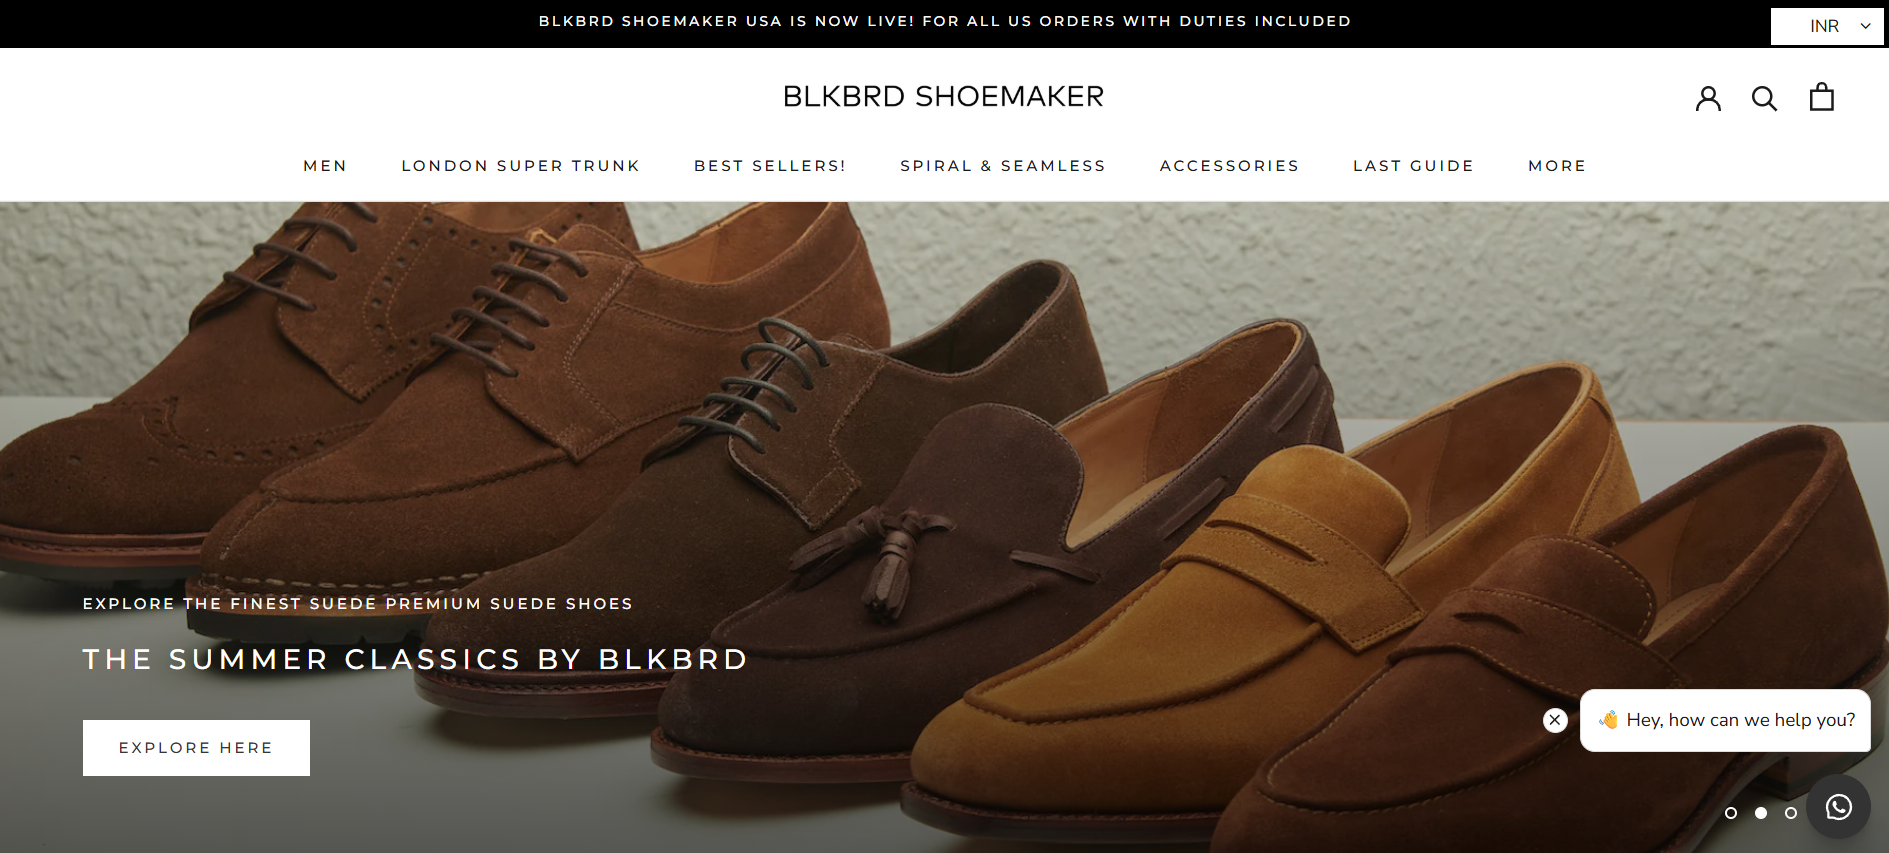 BLKBRD SHOEMAKER USA IS NOW LIVE! FOR ALL US ORDERS WITH DUTIES INCLUDED
INR
BLKBRD SHOEMAKER
MEN LONDON SUPER TRUNK BEST SELLERS! SPIRAL & SEAMLESS ACCESSORIES LAST GUIDE MORE
EXPLORE THE FINEST SUEDE PREMIUM SUEDE SHOES
THE SUMMER CLASSICS BY BLKBRD
👋 Hey, how can we help you?
EXPLORE HERE